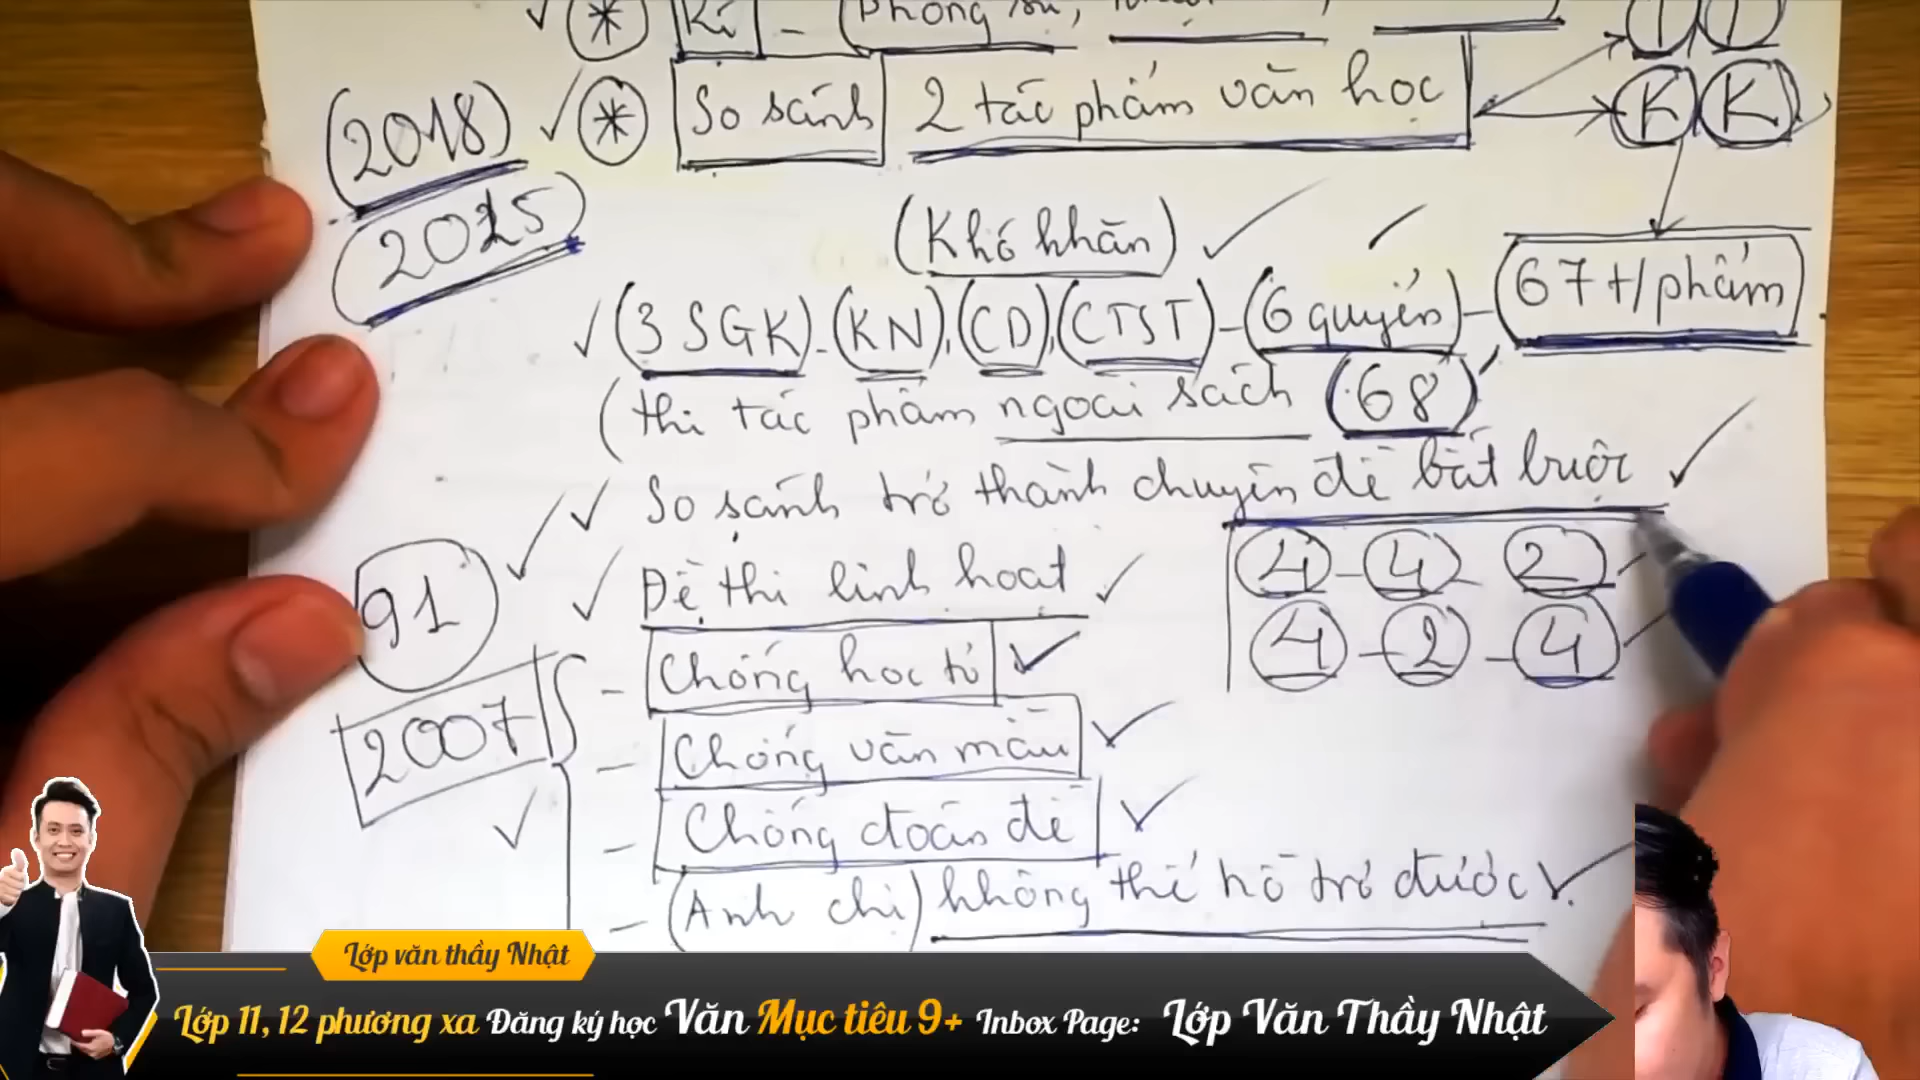 * Kí - (Phóng sự,
(2018) * So sánh 2 tác phẩm văn học K K
2025)
(Khó khăn)
(3 SGK) - (KN), (CD), (CTST) - (6 quyển) - 67 t/phẩm
(thi tác phẩm ngoài sách (68)
So sánh trở thành chuyên đề bắt buộc
91 Đề thi linh hoạt 4 - 4 - 2
4 - 2 - 4
2007 - Chống học tủ
- Chống văn mẫu
- Chống đoán đề
- (Anh chị) không thể hỗ trợ được
Lớp văn thầy Nhật
Lớp 11, 12 phương xa Đăng ký học Văn Mục tiêu 9+ Inbox Page: Lớp Văn Thầy Nhật